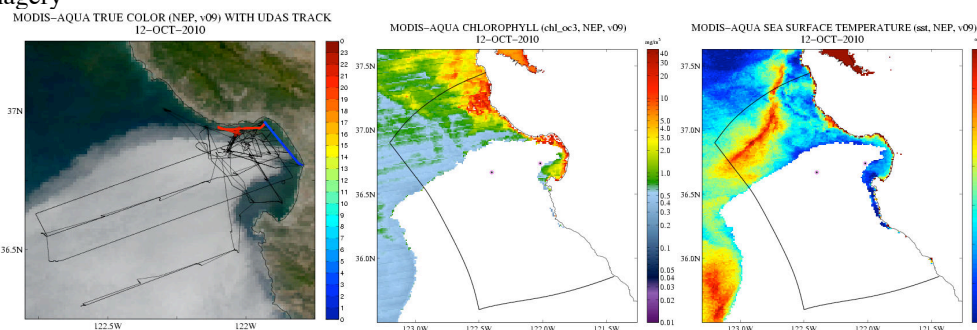 agery
MODIS-AQUA TRUE COLOR (NEP, v09) WITH UDAS TRACK
12-OCT-2010
37N
36.5N
122.5W
122W
0
23
22
21
20
19
18
17
16
15
14
13
12
11
10
9
8
7
6
5
4
3
2
1
0
MODIS-AQUA CHLOROPHYLL (chl_oc3, NEP, v09)
12-OCT-2010
37.5N
37.0N
36.5N
36.0N
123.0W
122.5W
122.0W
121.5W
mg/m3
40
30
20
10
5.0
4.0
3.0
2.0
1.0
0.5
0.4
0.3
0.2
0.1
0.05
0.04
0.03
0.02
0.01
MODIS-AQUA SEA SURFACE TEMPERATURE (sst, NEP, v09)
12-OCT-2010
37.5N
37.0N
36.5N
36.0N
123.0W
122.5W
122.0W
121.5W